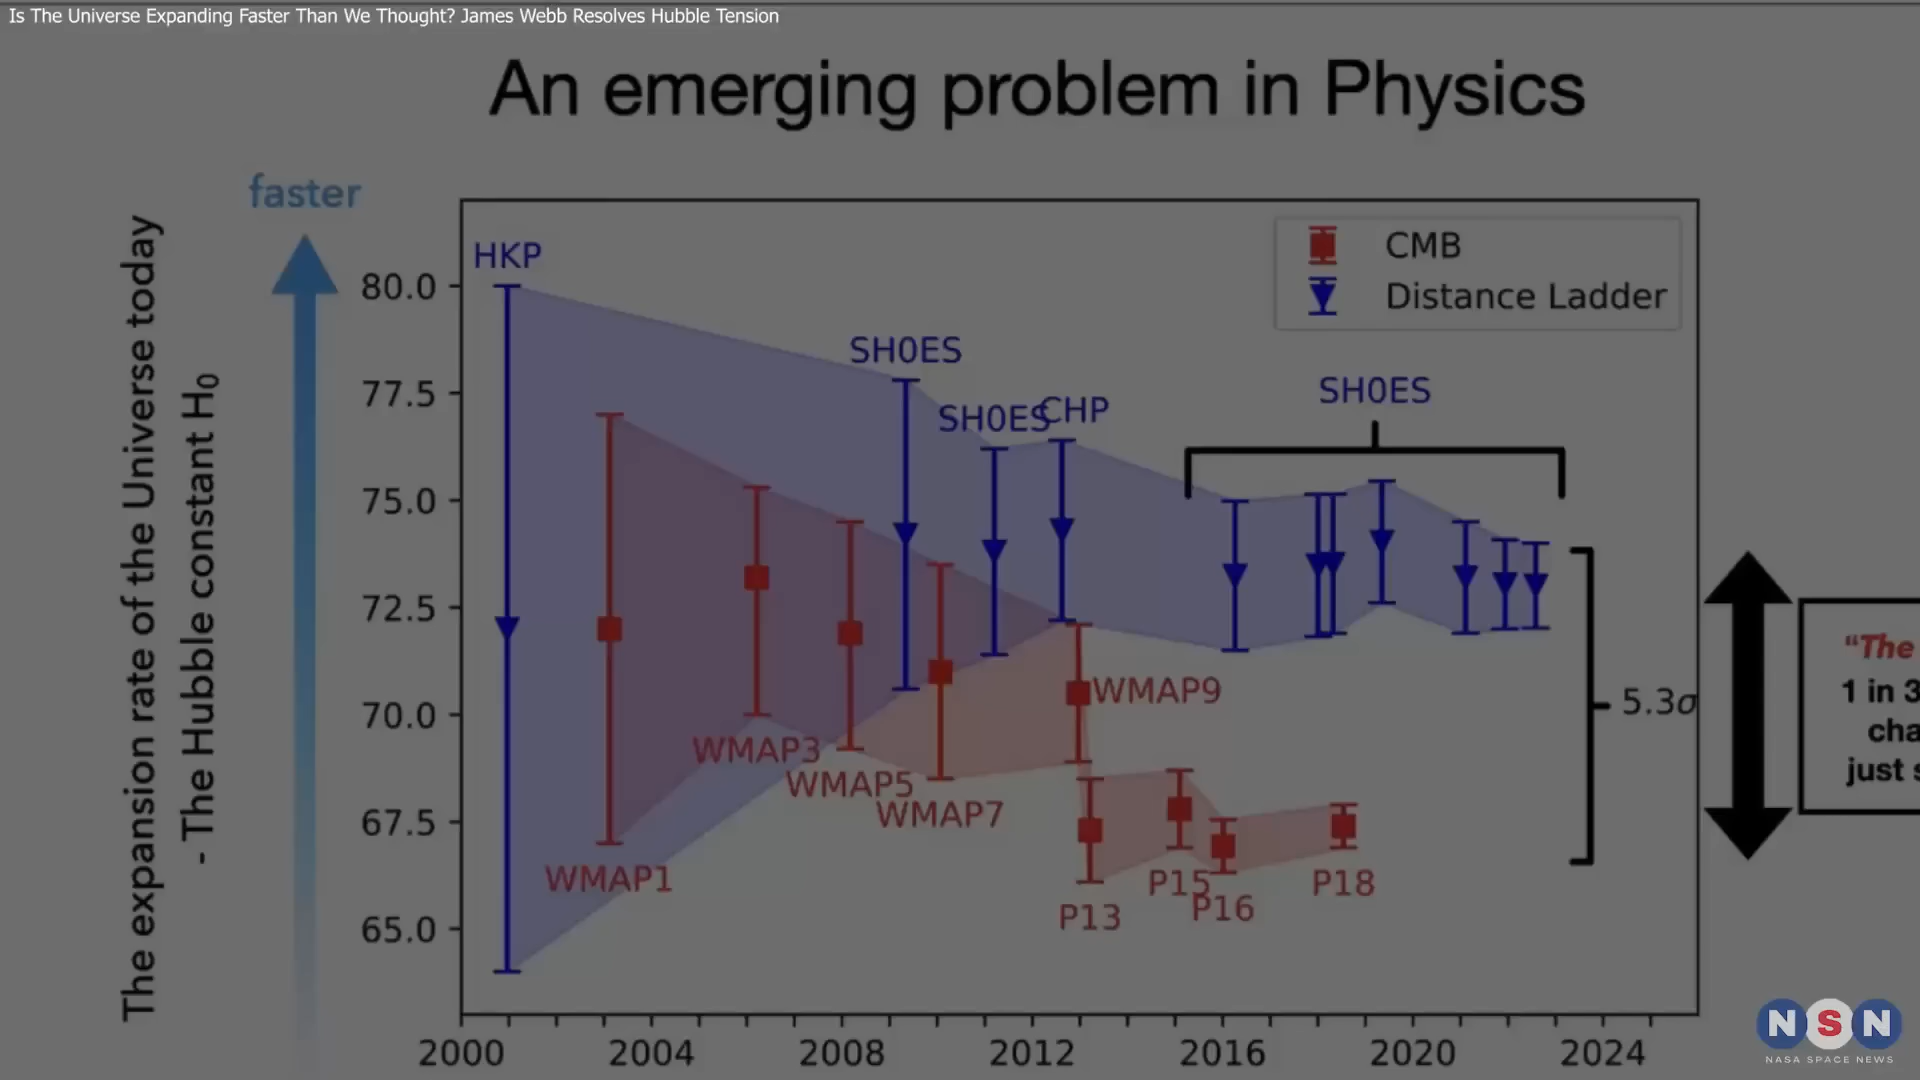 Is The Universe Expanding Faster Than We Thought? James Webb Resolves Hubble Tension
An emerging problem in Physics
faster
The expansion rate of the Universe today
- The Hubble constant H₀
80.0
77.5
75.0
72.5
70.0
67.5
65.0
HKP
SH0ES
SH0ES
CHP
SH0ES
CMB
Distance Ladder
WMAP1
WMAP3
WMAP5
WMAP7
WMAP9
P13
P15
P16
P18
5.3σ
“The
1 in 3
cha
just s
2000
2004
2008
2012
2016
2020
2024
NSN
NASA SPACE NEWS